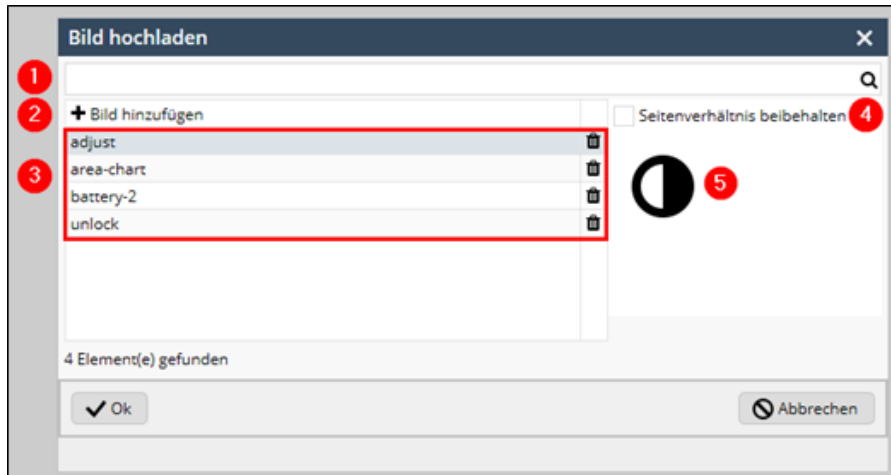 Bild hochladen
1
2 Bild hinzufügen
Seitenverhältnis beibehalten 4
adjust
3 area-chart
battery-2
unlock
5
4 Element(e) gefunden
Ok
Abbrechen